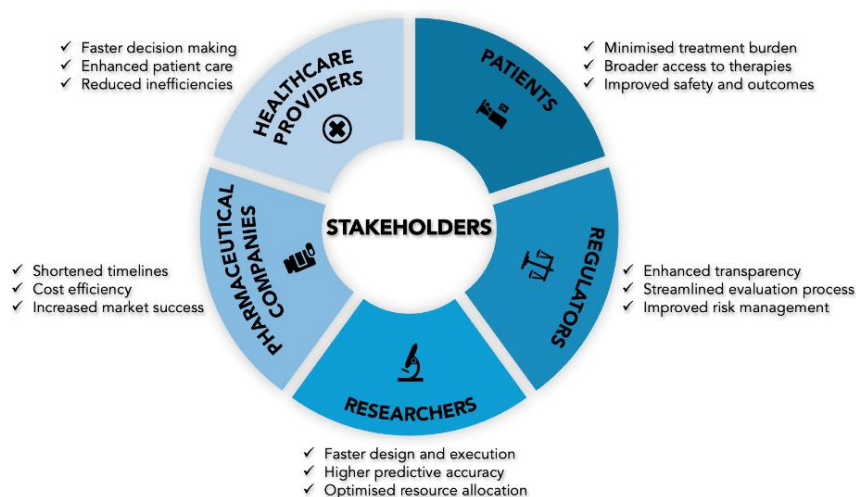 ✓ Faster decision making
✓ Enhanced patient care
✓ Reduced inefficiencies
HEALTHCARE
PROVIDERS
✓ Minimised treatment burden
✓ Broader access to therapies
✓ Improved safety and outcomes
PATIENTS
STAKEHOLDERS
✓ Shortened timelines
✓ Cost efficiency
✓ Increased market success
PHARMACEUTICAL
COMPANIES
✓ Enhanced transparency
✓ Streamlined evaluation process
✓ Improved risk management
REGULATORS
RESEARCHERS
✓ Faster design and execution
✓ Higher predictive accuracy
✓ Optimised resource allocation